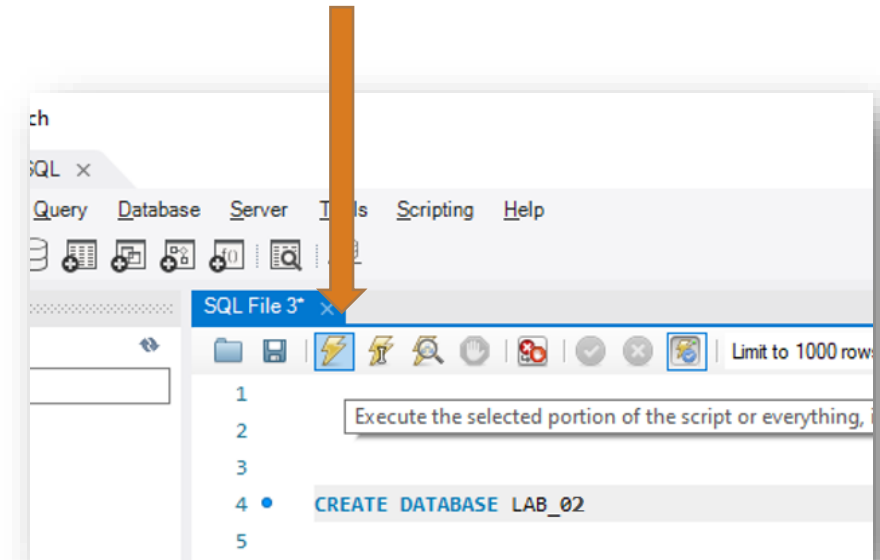 ch
SQL ×
Query Database Server Scripting Help
SQL File 3* ×
Limit to 1000 rows
1
Execute the selected portion of the script or everything,
2
3
4 CREATE DATABASE LAB_02
5